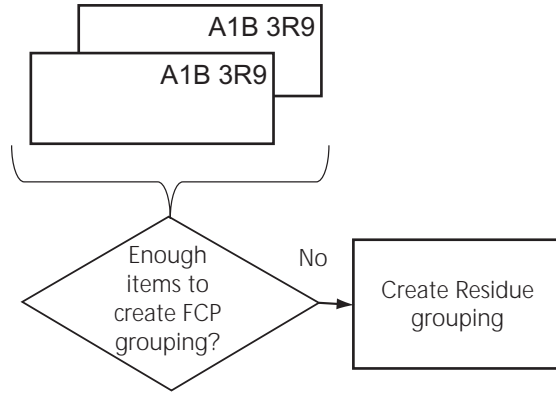 A1B 3R9
A1B 3R9
Enough
items to
create FCP
grouping?
No
Create Residue
grouping